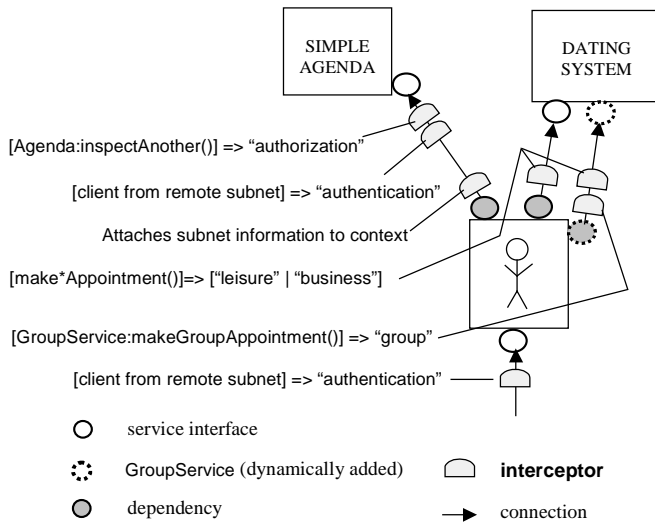 SIMPLE
AGENDA
DATING
SYSTEM
[Agenda:inspectAnother()] => “authorization”
[client from remote subnet] => “authentication”
Attaches subnet information to context
[make*Appointment()]=> [“leisure” | “business”]
[GroupService:makeGroupAppointment()] => “group”
[client from remote subnet] => “authentication”
service interface
GroupService (dynamically added)
interceptor
dependency
connection